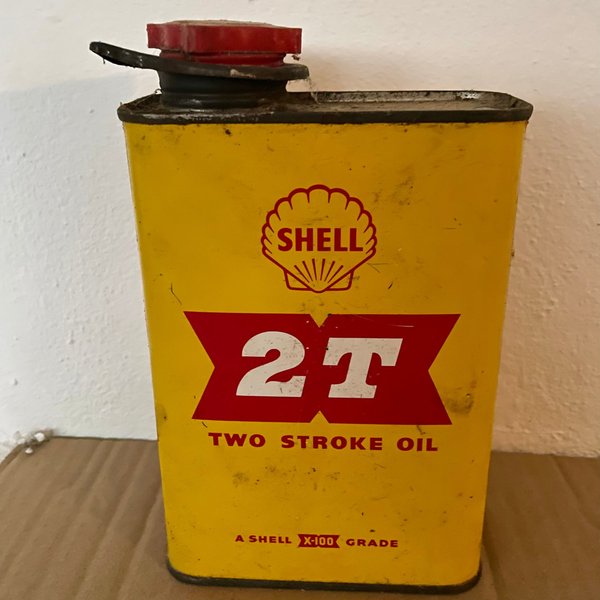 SHELL
2T
TWO STROKE OIL
A SHELL X-100 GRADE